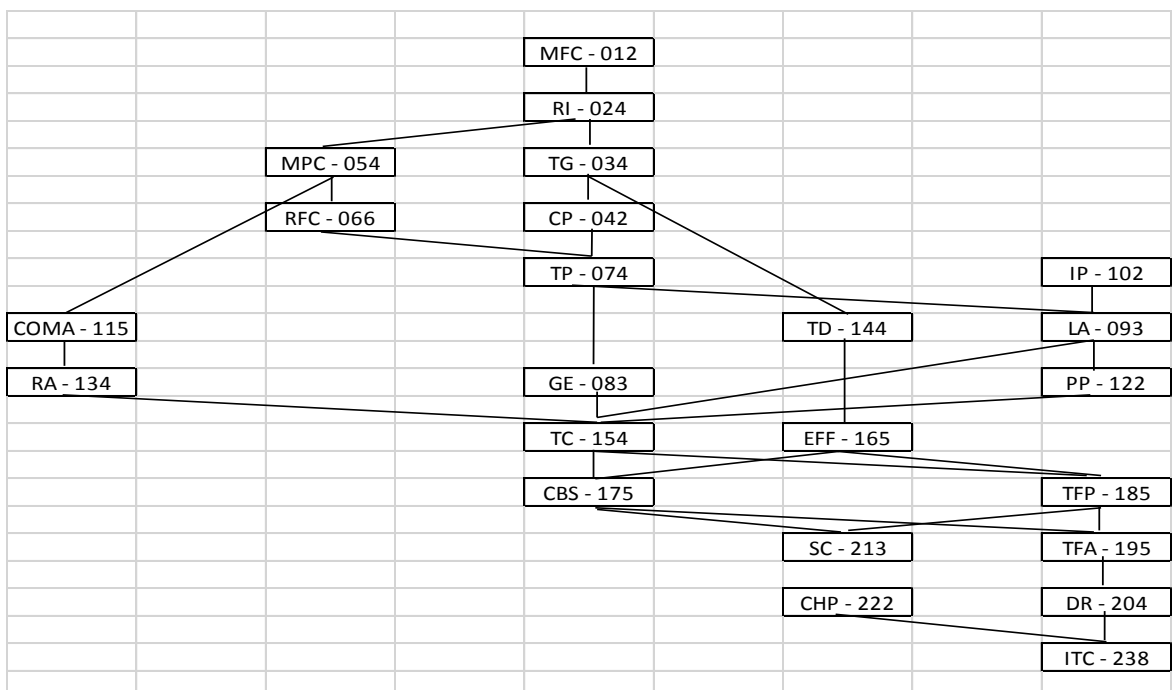 MFC - 012
RI - 024
MPC - 054
TG - 034
RFC - 066
CP - 042
TP - 074
IP - 102
COMA - 115
TD - 144
LA - 093
RA - 134
GE - 083
PP - 122
TC - 154
EFF - 165
CBS - 175
TFP - 185
SC - 213
TFA - 195
CHP - 222
DR - 204
ITC - 238